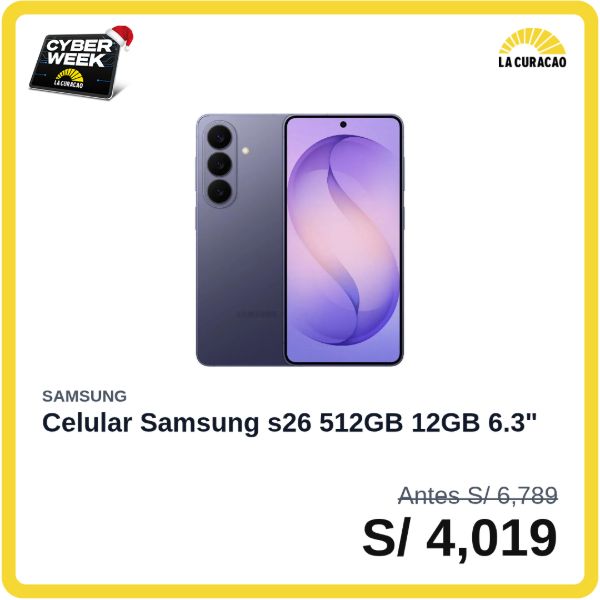 CYBER
WEEK
LA CURACAO
LA CURACAO
SAMSUNG
SAMSUNG
Celular Samsung s26 512GB 12GB 6.3"
Antes S/ 6,789
S/ 4,019